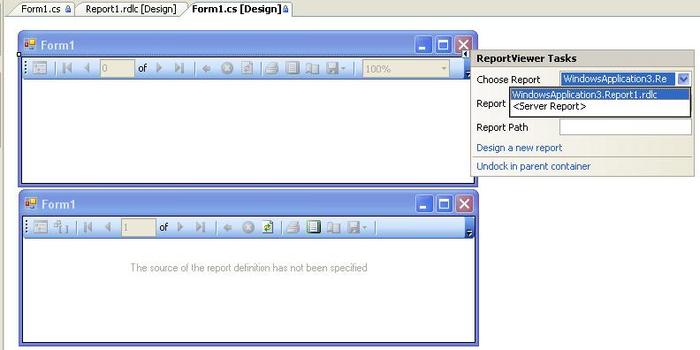 Form1.cs Report1.rdlc [Design] Form1.cs [Design]
Form1
ReportViewer Tasks
0 of 100%
Choose Report WindowsApplication3.Re
WindowsApplication3.Report1.rdlc
Report
<Server Report>
Report Path
Design a new report
Undock in parent container
Form1
1 of
The source of the report definition has not been specified